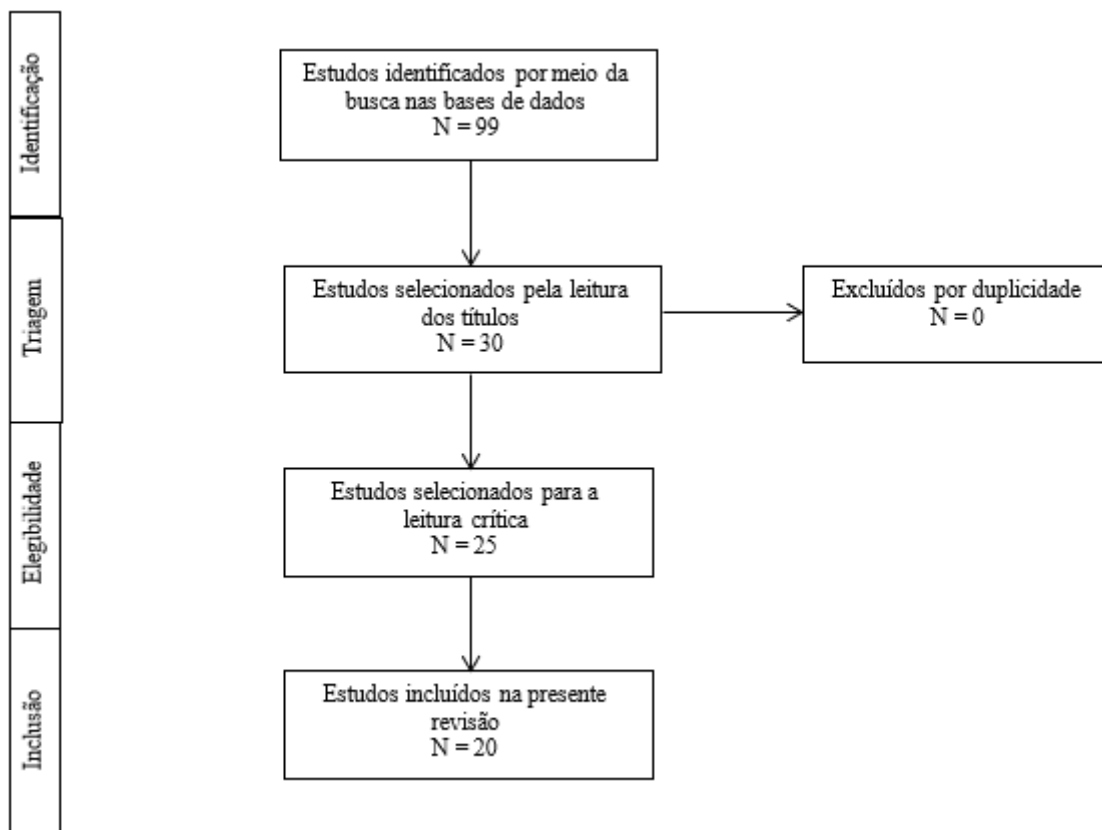 Identificação
Estudos identificados por meio da
busca nas bases de dados
N = 99
Triagem
Estudos selecionados pela leitura
dos títulos
N = 30
Excluídos por duplicidade
N = 0
Elegibilidade
Estudos selecionados para a
leitura crítica
N = 25
Inclusão
Estudos incluídos na presente
revisão
N = 20